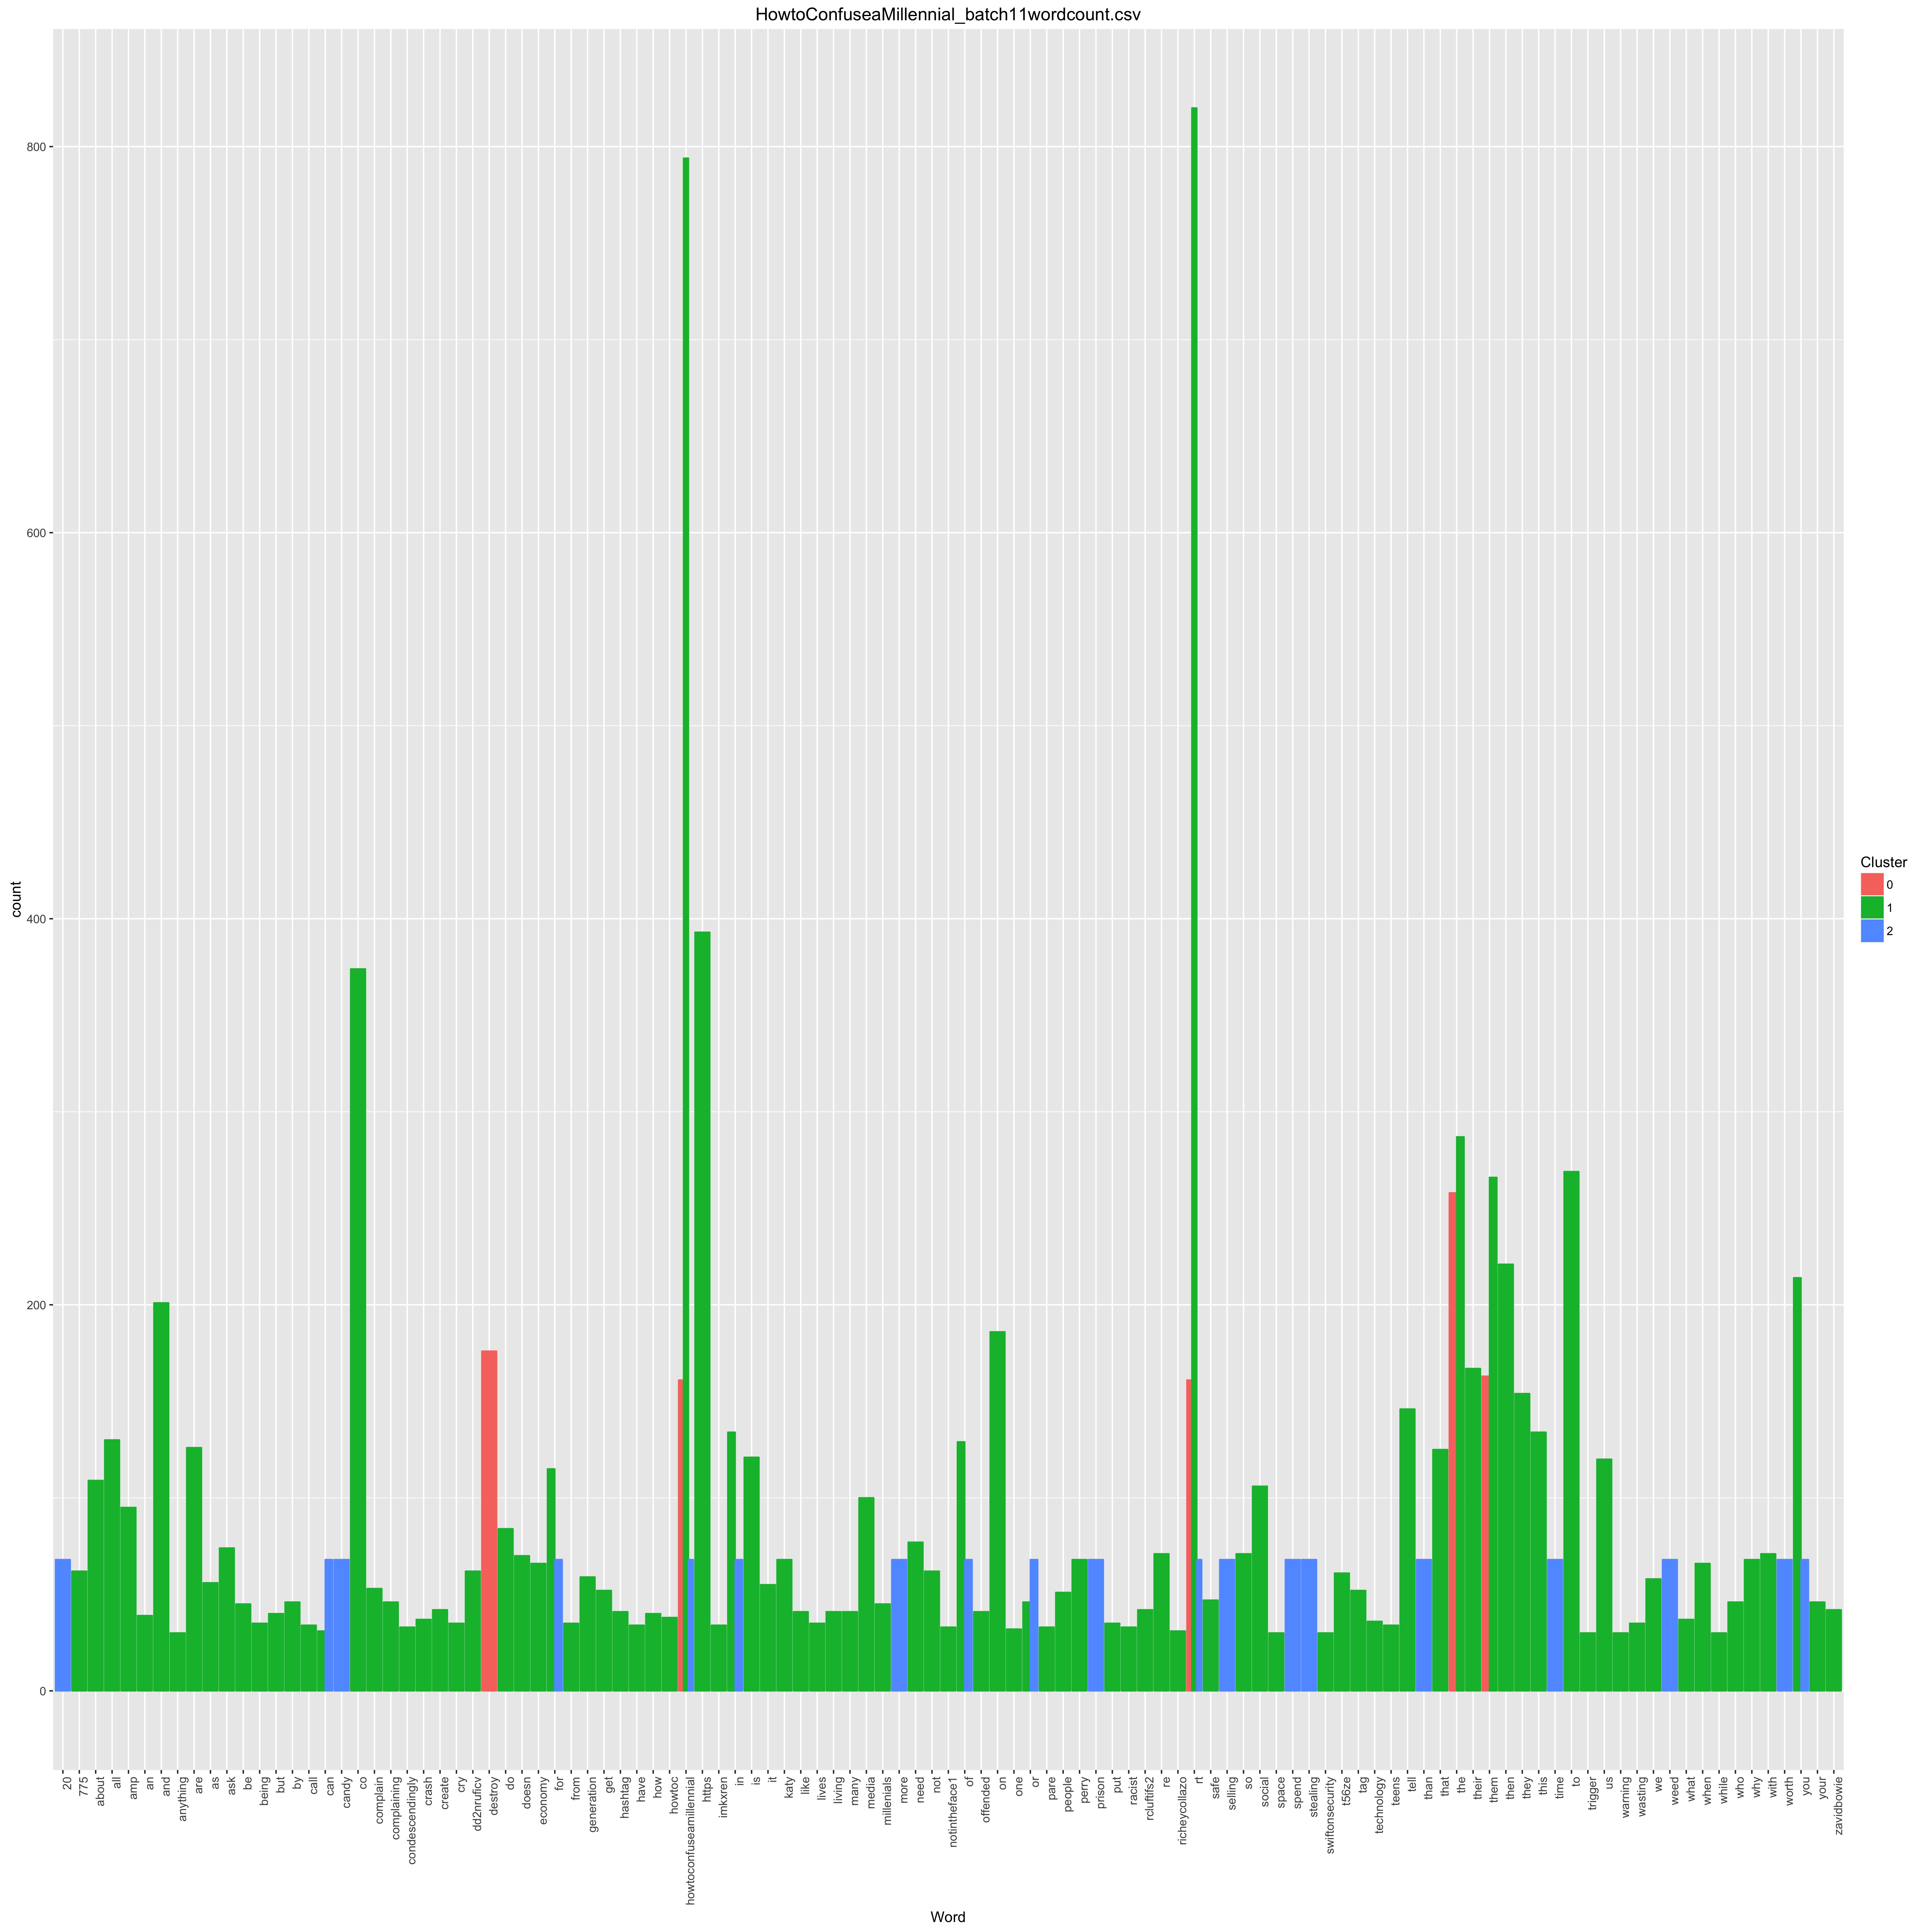 HowtoConfuseaMillennial_batch11wordcount.csv
800
600
400
200
0
count
Cluster
0
1
2
20
775
about
all
amp
an
and
anything
are
as
ask
be
being
but
by
call
can
candy
co
complain
complaining
condescendingly
crash
create
cry
dd2nruficv
destroy
do
doesn
economy
for
from
generation
get
hashtag
have
how
howtoc
howtoconfuseamillennial
https
imkxren
in
is
it
katy
like
lives
living
many
media
millenials
more
need
not
notintheface1
of
offended
on
one
or
pare
people
perry
prison
put
racist
rcluftifs2
re
richeycollazo
rt
safe
selling
so
social
space
spend
stealing
swiftonsecurity
t56ze
tag
technology
teens
tell
than
that
the
their
them
then
they
this
time
to
trigger
us
warning
wasting
we
weed
what
when
while
who
why
with
worth
you
your
zavidbowie
Word